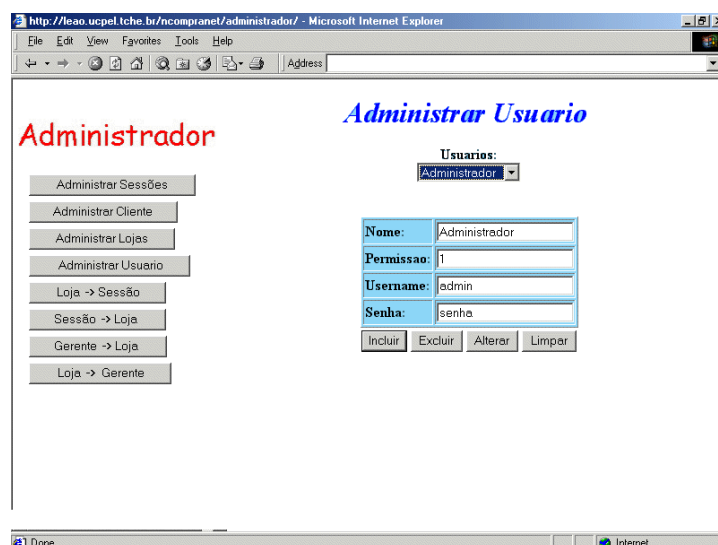 http://leao.ucpel.tche.br/ncompranet/administrador/ - Microsoft Internet Explorer
File Edit View Favorites Tools Help
Address
Administrador
Administrar Sessões
Administrar Cliente
Administrar Lojas
Administrar Usuario
Loja -> Sessão
Sessão -> Loja
Gerente -> Loja
Loja -> Gerente
Administrar Usuario
Usuarios:
Administrador
Nome: Administrador
Permissao: 1
Username: admin
Senha: senha
Incluir Excluir Alterar Limpar
Done Internet